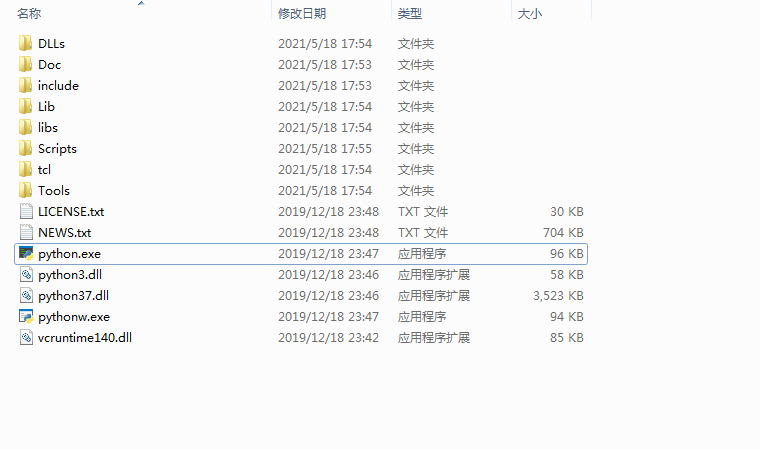 名称 修改日期 类型 大小
DLLs 2021/5/18 17:54 文件夹
Doc 2021/5/18 17:53 文件夹
include 2021/5/18 17:53 文件夹
Lib 2021/5/18 17:54 文件夹
libs 2021/5/18 17:54 文件夹
Scripts 2021/5/18 17:55 文件夹
tcl 2021/5/18 17:54 文件夹
Tools 2021/5/18 17:54 文件夹
LICENSE.txt 2019/12/18 23:48 TXT 文件 30 KB
NEWS.txt 2019/12/18 23:48 TXT 文件 704 KB
python.exe 2019/12/18 23:47 应用程序 96 KB
python3.dll 2019/12/18 23:46 应用程序扩展 58 KB
python37.dll 2019/12/18 23:46 应用程序扩展 3,523 KB
pythonw.exe 2019/12/18 23:47 应用程序 94 KB
vcruntime140.dll 2019/12/18 23:42 应用程序扩展 85 KB